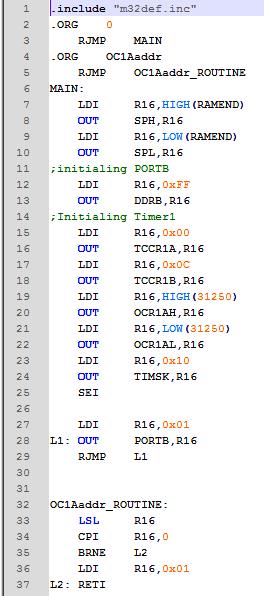 1 .include "m32def.inc"
2 .ORG 0
3 RJMP MAIN
4 .ORG OC1Aaddr
5 RJMP OC1Aaddr_ROUTINE
6 MAIN:
7 LDI R16,HIGH(RAMEND)
8 OUT SPH,R16
9 LDI R16,LOW(RAMEND)
10 OUT SPL,R16
11 ;initialing PORTB
12 LDI R16,0xFF
13 OUT DDRB,R16
14 ;Initialing Timer1
15 LDI R16,0x00
16 OUT TCCR1A,R16
17 LDI R16,0x0C
18 OUT TCCR1B,R16
19 LDI R16,HIGH(31250)
20 OUT OCR1AH,R16
21 LDI R16,LOW(31250)
22 OUT OCR1AL,R16
23 LDI R16,0x10
24 OUT TIMSK,R16
25 SEI
26
27 LDI R16,0x01
28 L1: OUT PORTB,R16
29 RJMP L1
30
31
32 OC1Aaddr_ROUTINE:
33 LSL R16
34 CPI R16,0
35 BRNE L2
36 LDI R16,0x01
37 L2: RETI